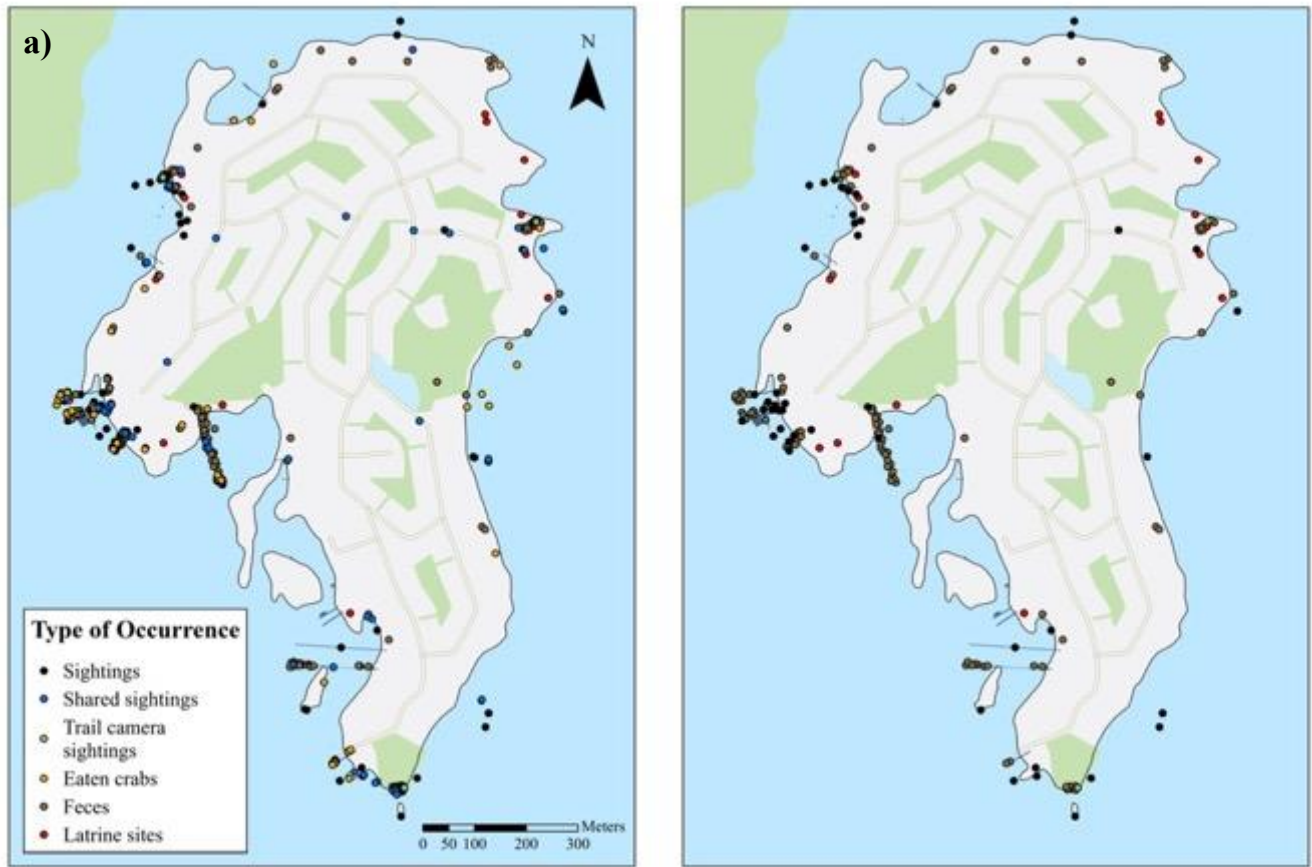 a)
N
Type of Occurrence
Sightings
Shared sightings
Trail camera
sightings
Eaten crabs
Feces
Latrine sites
Meters
0 50 100 200 300